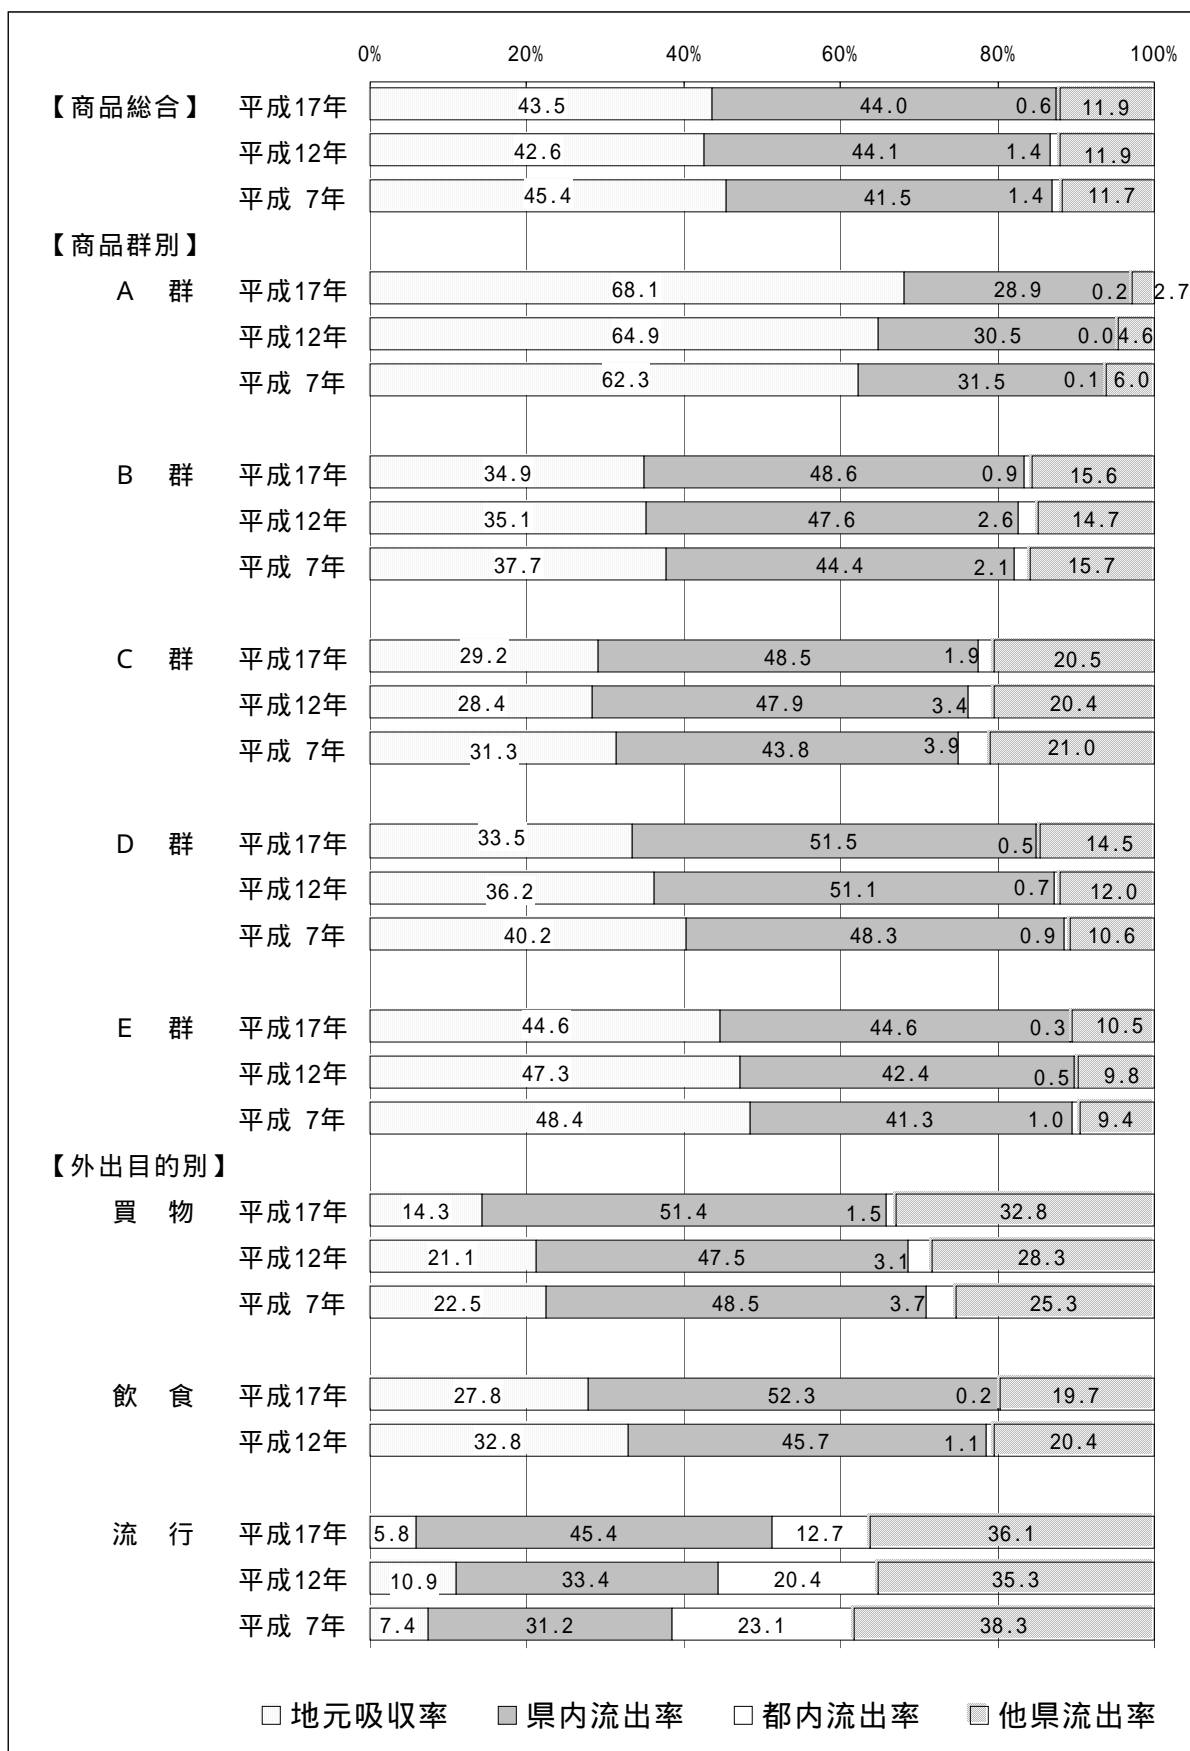 0% 20% 40% 60% 80% 100%
【商品総合】 平成17年 43.5 44.0 0.6 11.9
平成12年 42.6 44.1 1.4 11.9
平成 7年 45.4 41.5 1.4 11.7
【商品群別】
A 群 平成17年 68.1 28.9 0.2 2.7
平成12年 64.9 30.5 0.0 4.6
平成 7年 62.3 31.5 0.1 6.0
B 群 平成17年 34.9 48.6 0.9 15.6
平成12年 35.1 47.6 2.6 14.7
平成 7年 37.7 44.4 2.1 15.7
C 群 平成17年 29.2 48.5 1.9 20.5
平成12年 28.4 47.9 3.4 20.4
平成 7年 31.3 43.8 3.9 21.0
D 群 平成17年 33.5 51.5 0.5 14.5
平成12年 36.2 51.1 0.7 12.0
平成 7年 40.2 48.3 0.9 10.6
E 群 平成17年 44.6 44.6 0.3 10.5
平成12年 47.3 42.4 0.5 9.8
平成 7年 48.4 41.3 1.0 9.4
【外出目的別】
買 物 平成17年 14.3 51.4 1.5 32.8
平成12年 21.1 47.5 3.1 28.3
平成 7年 22.5 48.5 3.7 25.3
飲 食 平成17年 27.8 52.3 0.2 19.7
平成12年 32.8 45.7 1.1 20.4
流 行 平成17年 5.8 45.4 12.7 36.1
平成12年 10.9 33.4 20.4 35.3
平成 7年 7.4 31.2 23.1 38.3
地元吸収率 県内流出率 都内流出率 他県流出率